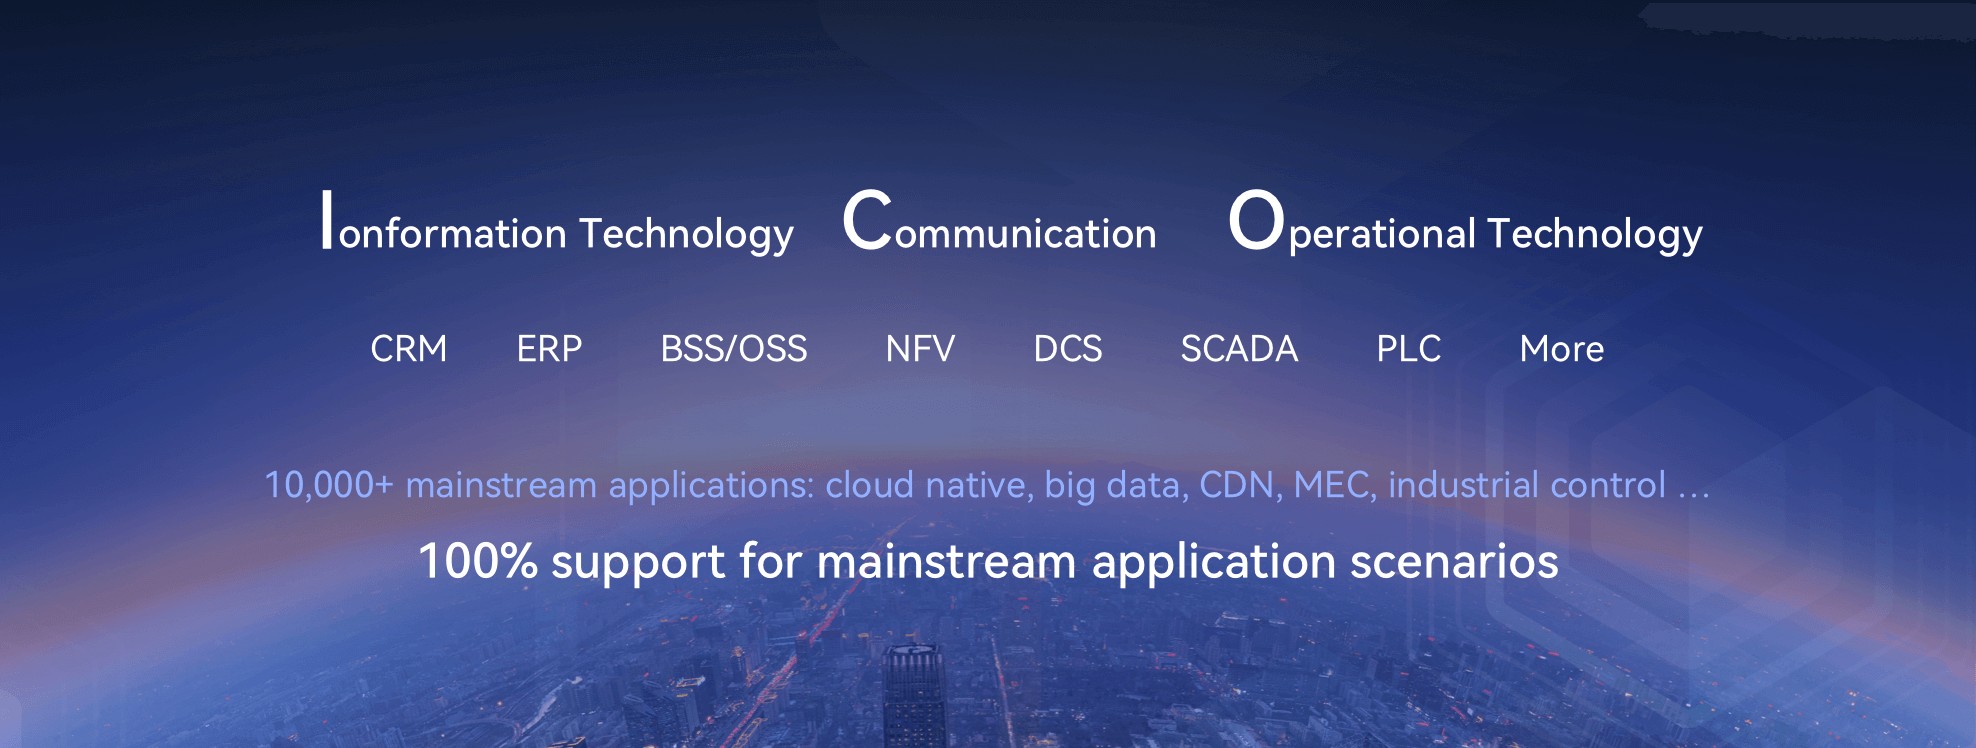 Ionformation Technology Communication Operational Technology
CRM ERP BSS/OSS NFV DCS SCADA PLC More
10,000+ mainstream applications: cloud native, big data, CDN, MEC, industrial control ...
100% support for mainstream application scenarios